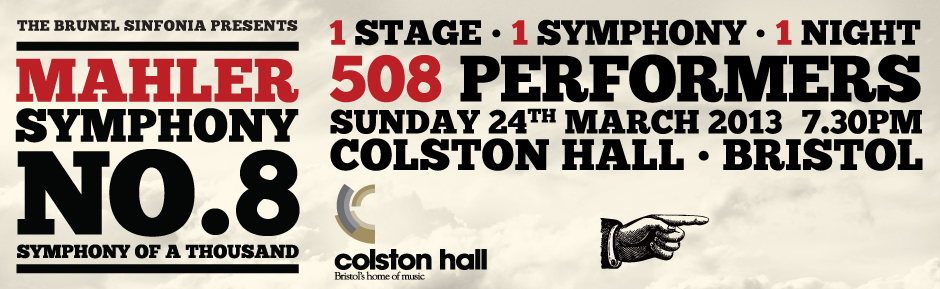 THE BRUNEL SINFONIA PRESENTS
MAHLER
SYMPHONY
NO.8
SYMPHONY OF A THOUSAND
1 STAGE • 1 SYMPHONY • 1 NIGHT
508 PERFORMERS
SUNDAY 24TH MARCH 2013 7.30PM
COLSTON HALL • BRISTOL
colston hall
Bristol's home of music